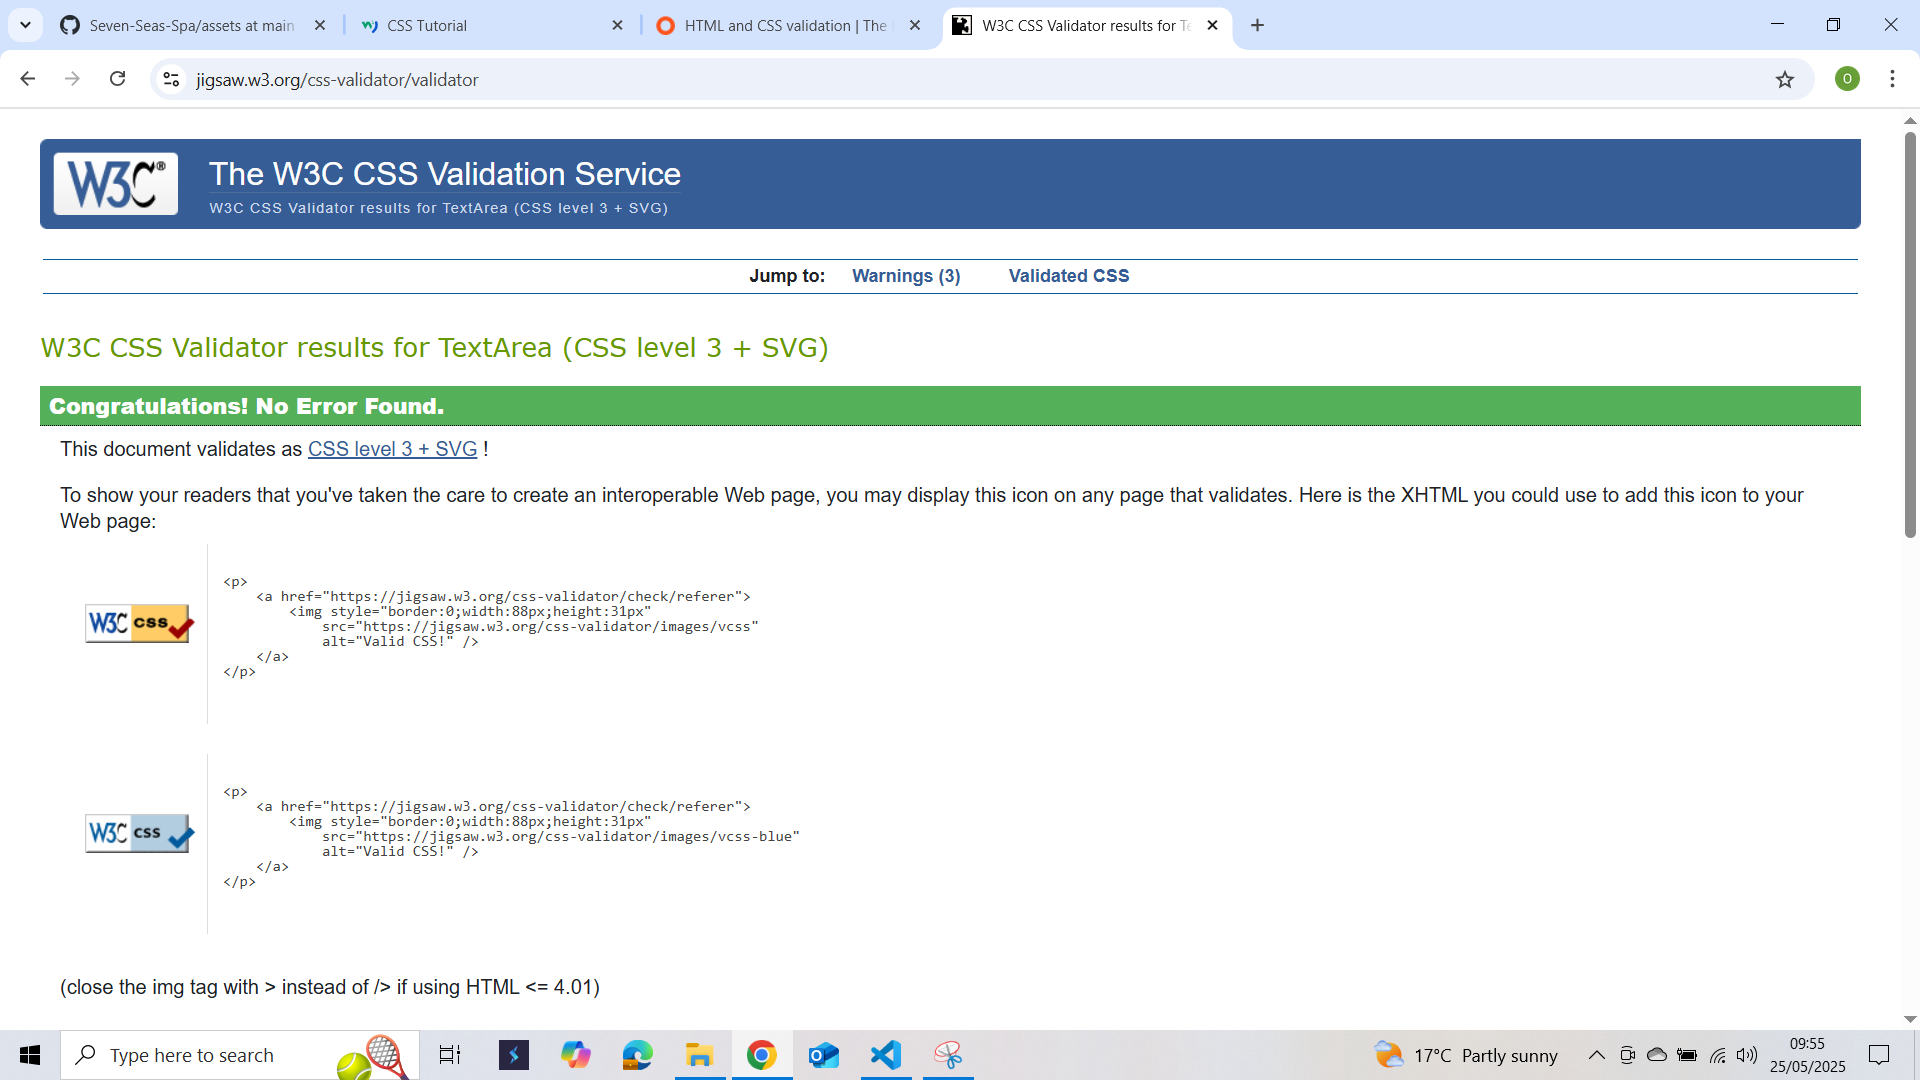 Seven-Seas-Spa/assets at main
CSS Tutorial
HTML and CSS validation | The
W3C CSS Validator results for Te
jigsaw.w3.org/css-validator/validator
O
W3C®
The W3C CSS Validation Service
W3C CSS Validator results for TextArea (CSS level 3 + SVG)
Jump to: Warnings (3) Validated CSS
W3C CSS Validator results for TextArea (CSS level 3 + SVG)
Congratulations! No Error Found.
This document validates as CSS level 3 + SVG !
To show your readers that you've taken the care to create an interoperable Web page, you may display this icon on any page that validates. Here is the XHTML you could use to add this icon to your
Web page:
W3C css
<p>
<a href="https://jigsaw.w3.org/css-validator/check/referer">
<img style="border:0;width:88px;height:31px"
src="https://jigsaw.w3.org/css-validator/images/vcss"
alt="Valid CSS!" />
</a>
</p>
W3C css
<p>
<a href="https://jigsaw.w3.org/css-validator/check/referer">
<img style="border:0;width:88px;height:31px"
src="https://jigsaw.w3.org/css-validator/images/vcss-blue"
alt="Valid CSS!" />
</a>
</p>
(close the img tag with > instead of /> if using HTML <= 4.01)
Type here to search
17°C Partly sunny
09:55
25/05/2025